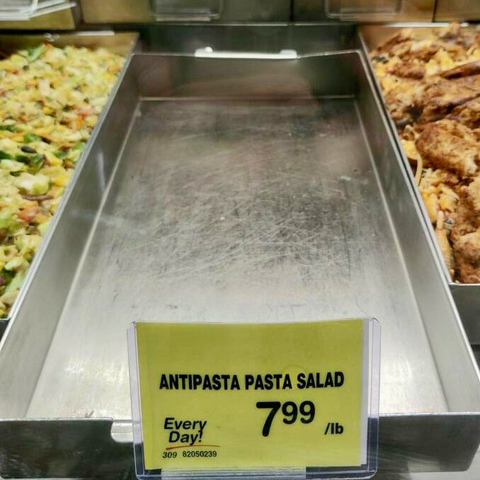 ANTIPASTA PASTA SALAD
Every
Day!
7.99 /lb
309 82050239